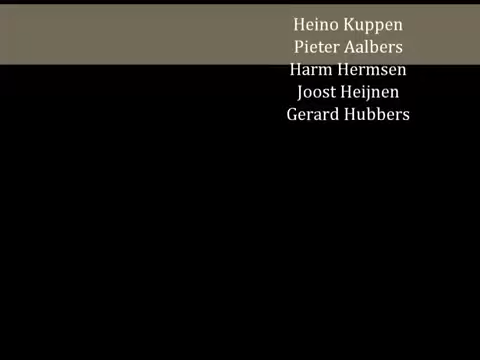 Heino Kuppen
Pieter Aalbers
Harm Hermsen
Joost Heijnen
Gerard Hubbers